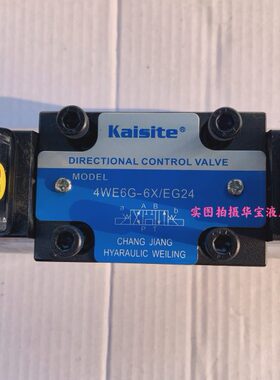 Kaisite®
DIRECTIONAL CONTROL VALVE
MODEL
4WE6G-6X/EG24
实图拍摄华宝液
a A B b
P T
CHANG JIANG
HYARAULIC WEILING